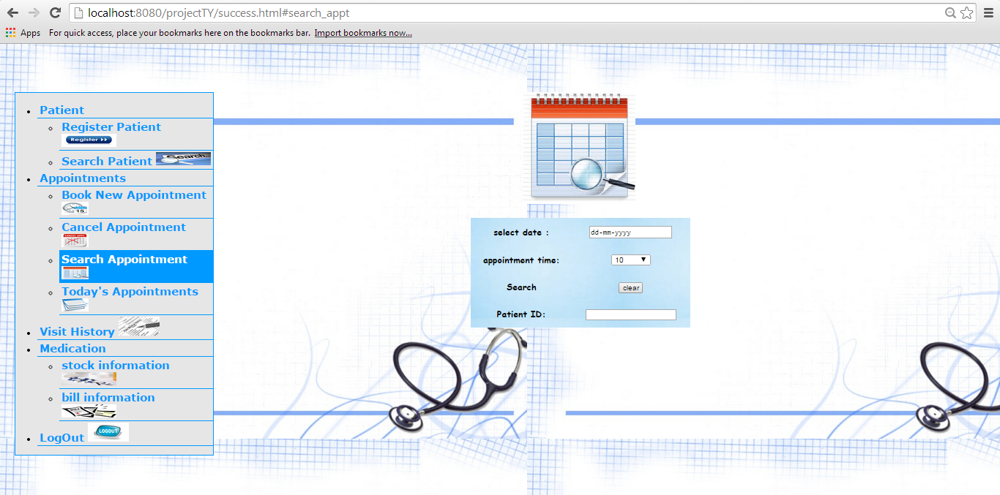 localhost:8080/projectTY/success.html#search_appt
Apps For quick access, place your bookmarks here on the bookmarks bar. Import bookmarks now...
Patient
Register Patient
Register >>
Search Patient Search
Appointments
Book New Appointment
15
Cancel Appointment
CANCEL APPT
Search Appointment
Today's Appointments
Visit History
Medication
stock information
bill information
LogOut LOGOUT
select date : dd-mm-yyyy
appointment time: 10
Search clear
Patient ID: